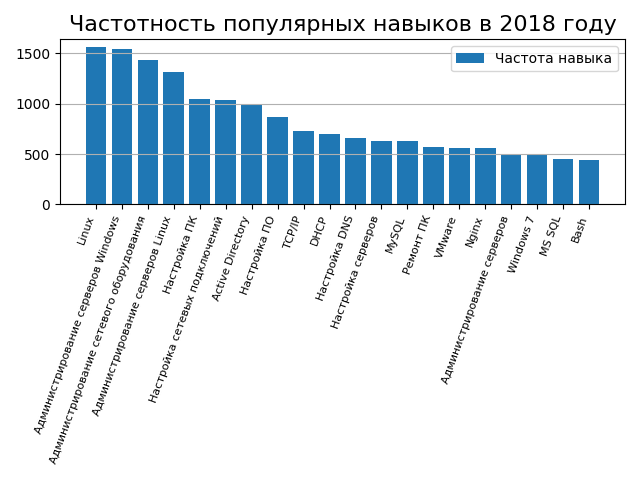 Частотность популярных навыков в 2018 году
1500
1000
500
0
Частота навыка
Linux
Администрирование серверов Windows
Администрирование сетевого оборудования
Администрирование серверов Linux
Настройка ПК
Настройка сетевых подключений
Active Directory
Настройка ПО
TCP/IP
DHCP
Настройка DNS
Настройка серверов
MySQL
Ремонт ПК
VMware
Nginx
Администрирование серверов
Windows 7
MS SQL
Bash